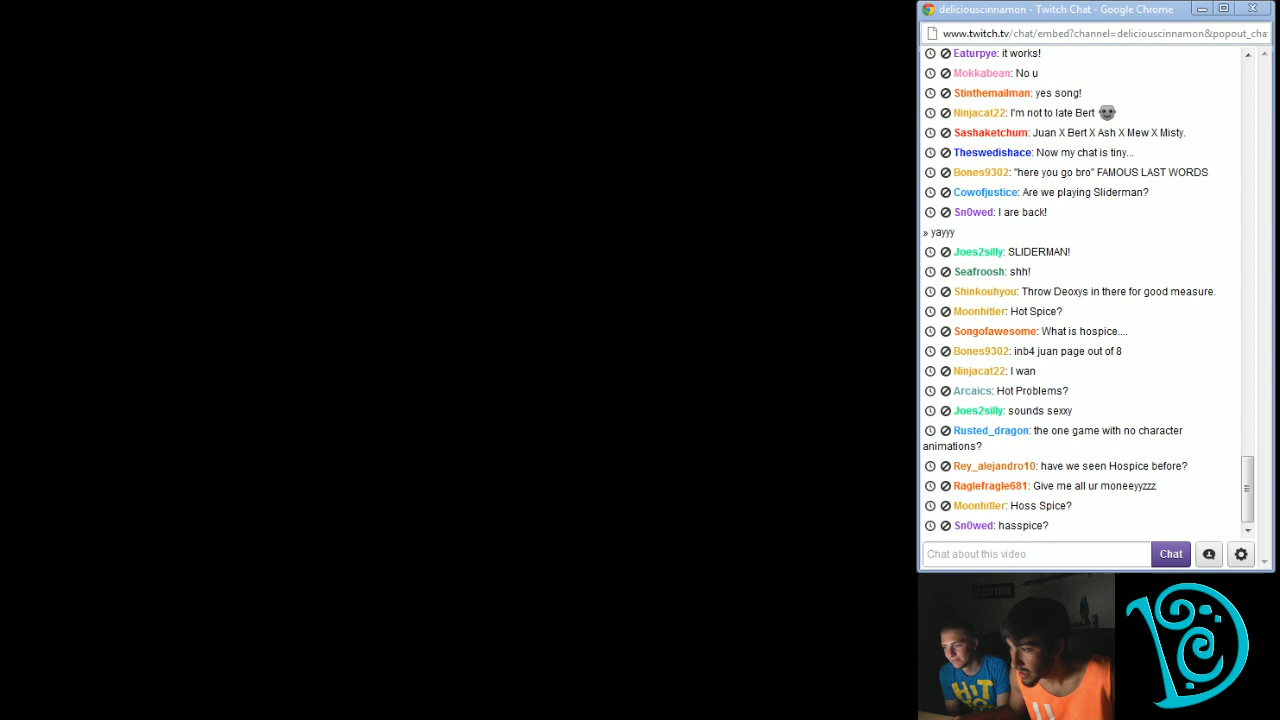 deliciouscinnamon - Twitch Chat - Google Chrome
www.twitch.tv/chat/embed?channel=deliciouscinnamon&popout_cha
Eaturpye: it works!
Mokkabean: No u
Stinthemailman: yes song!
Ninjacat22: I'm not to late Bert
Sashaketchum: Juan X Bert X Ash X Mew X Misty.
Theswedishace: Now my chat is tiny...
Bones9302: "here you go bro" FAMOUS LAST WORDS
Cowofjustice: Are we playing Sliderman?
Sn0wed: I are back!
» yayyy
Joes2silly: SLIDERMAN!
Seafroosh: shh!
Shinkouhyou: Throw Deoxys in there for good measure.
Moonhitler: Hot Spice?
Songofawesome: What is hospice....
Bones9302: inb4 juan page out of 8
Ninjacat22: I wan
Arcaics: Hot Problems?
Joes2silly: sounds sexxy
Rusted_dragon: the one game with no character
animations?
Rey_alejandro10: have we seen Hospice before?
Raglefragle681: Give me all ur moneeyyzzz
Moonhitler: Hoss Spice?
Sn0wed: hasspice?
Chat about this video
Chat
HIT